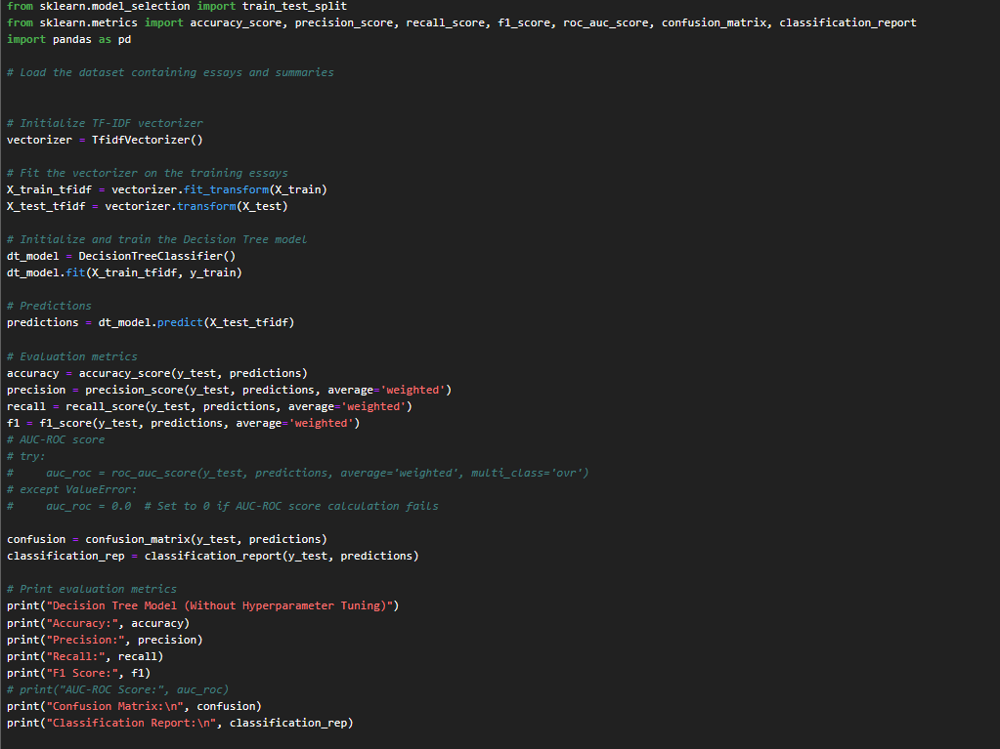 from sklearn.model_selection import train_test_split
from sklearn.metrics import accuracy_score, precision_score, recall_score, f1_score, roc_auc_score, confusion_matrix, classification_report
import pandas as pd
# Load the dataset containing essays and summaries
# Initialize TF-IDF vectorizer
vectorizer = TfidfVectorizer()
# Fit the vectorizer on the training essays
X_train_tfidf = vectorizer.fit_transform(X_train)
X_test_tfidf = vectorizer.transform(X_test)
# Initialize and train the Decision Tree model
dt_model = DecisionTreeClassifier()
dt_model.fit(X_train_tfidf, y_train)
# Predictions
predictions = dt_model.predict(X_test_tfidf)
# Evaluation metrics
accuracy = accuracy_score(y_test, predictions)
precision = precision_score(y_test, predictions, average='weighted')
recall = recall_score(y_test, predictions, average='weighted')
f1 = f1_score(y_test, predictions, average='weighted')
# AUC-ROC score
# try:
#     auc_roc = roc_auc_score(y_test, predictions, average='weighted', multi_class='ovr')
# except ValueError:
#     auc_roc = 0.0  # Set to 0 if AUC-ROC score calculation fails
confusion = confusion_matrix(y_test, predictions)
classification_rep = classification_report(y_test, predictions)
# Print evaluation metrics
print("Decision Tree Model (Without Hyperparameter Tuning)")
print("Accuracy:", accuracy)
print("Precision:", precision)
print("Recall:", recall)
print("F1 Score:", f1)
# print("AUC-ROC Score:", auc_roc)
print("Confusion Matrix:\n", confusion)
print("Classification Report:\n", classification_rep)